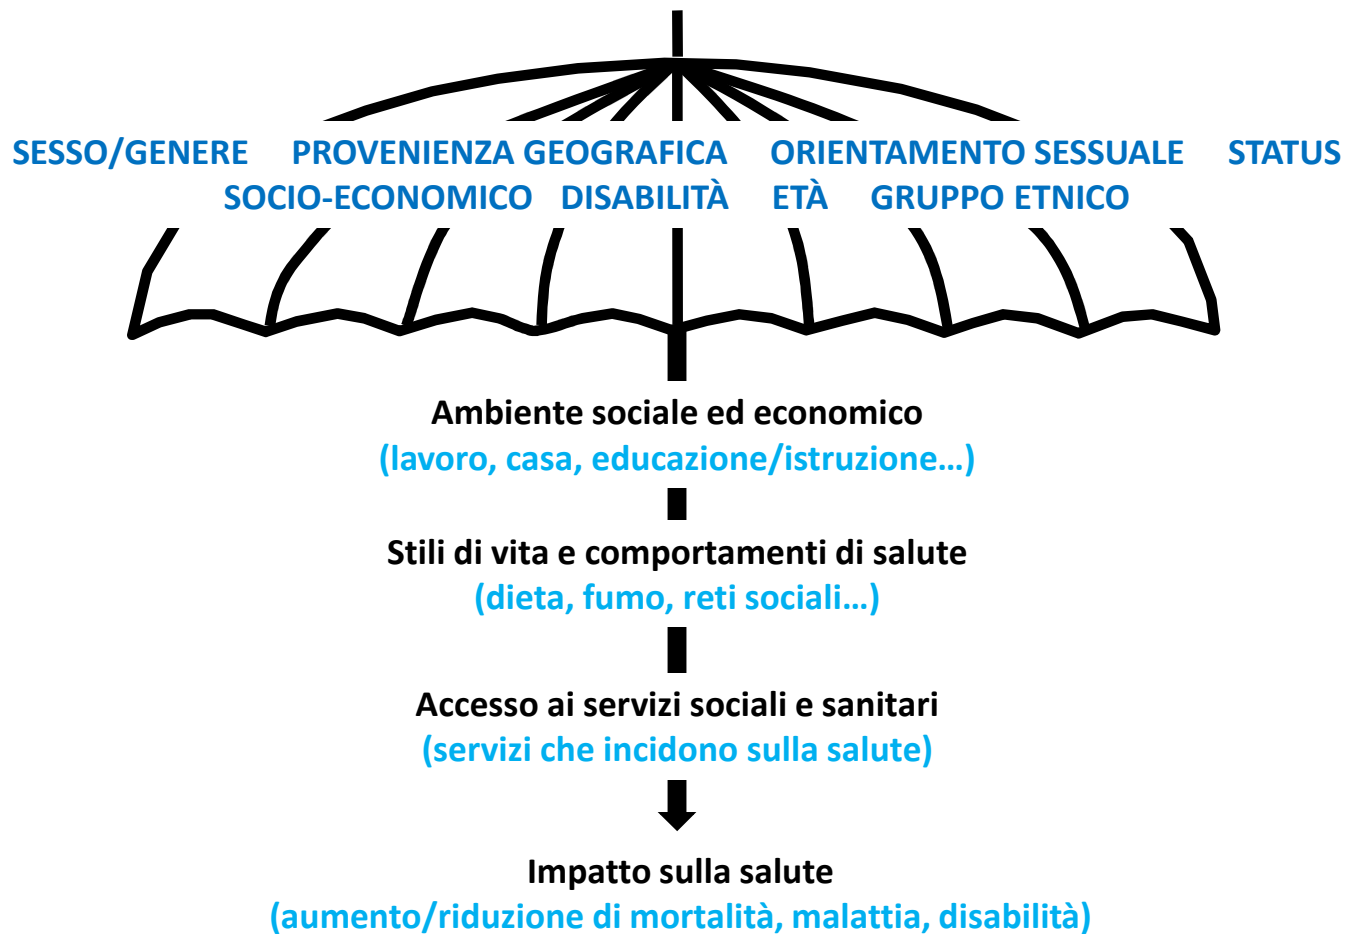 SESSO/GENERE PROVENIENZA GEOGRAFICA ORIENTAMENTO SESSUALE STATUS
SOCIO-ECONOMICO DISABILITÀ ETÀ GRUPPO ETNICO
Ambiente sociale ed economico
(lavoro, casa, educazione/istruzione…)
Stili di vita e comportamenti di salute
(dieta, fumo, reti sociali…)
Accesso ai servizi sociali e sanitari
(servizi che incidono sulla salute)
Impatto sulla salute
(aumento/riduzione di mortalità, malattia, disabilità)